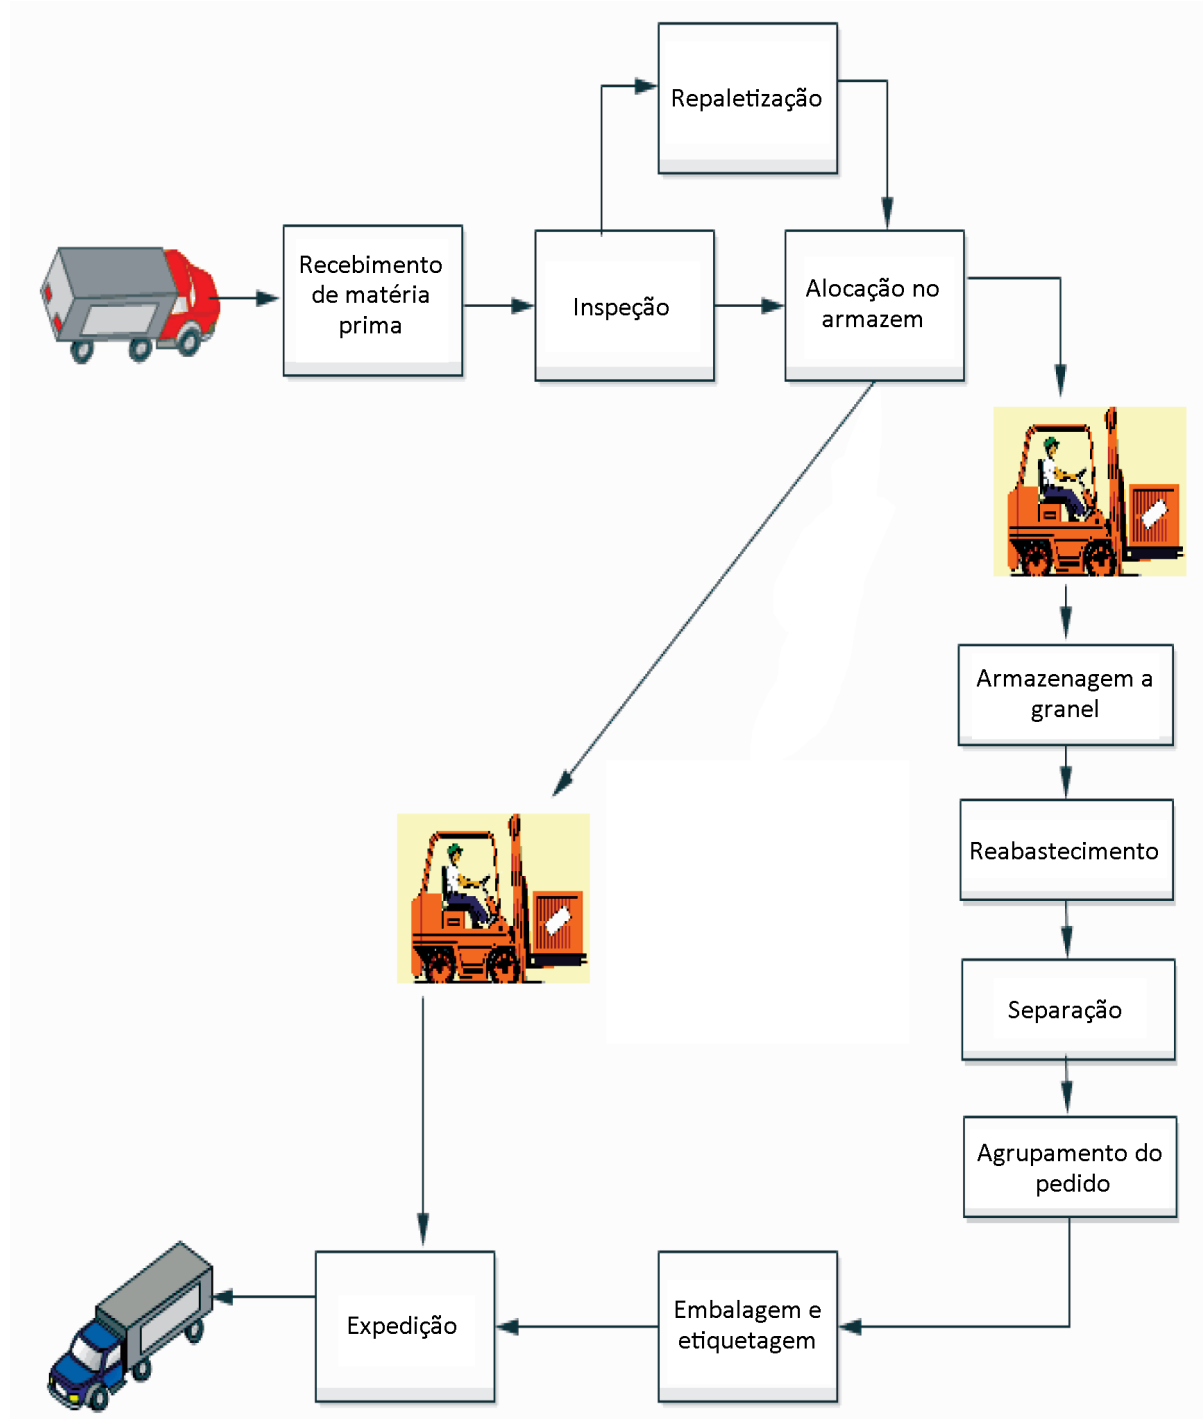 Repaletização
Recebimento
de matéria
prima
Inspeção
Alocação no
armazem
Armazenagem a
granel
Reabastecimento
Separação
Agrupamento do
pedido
Embalagem e
etiquetagem
Expedição